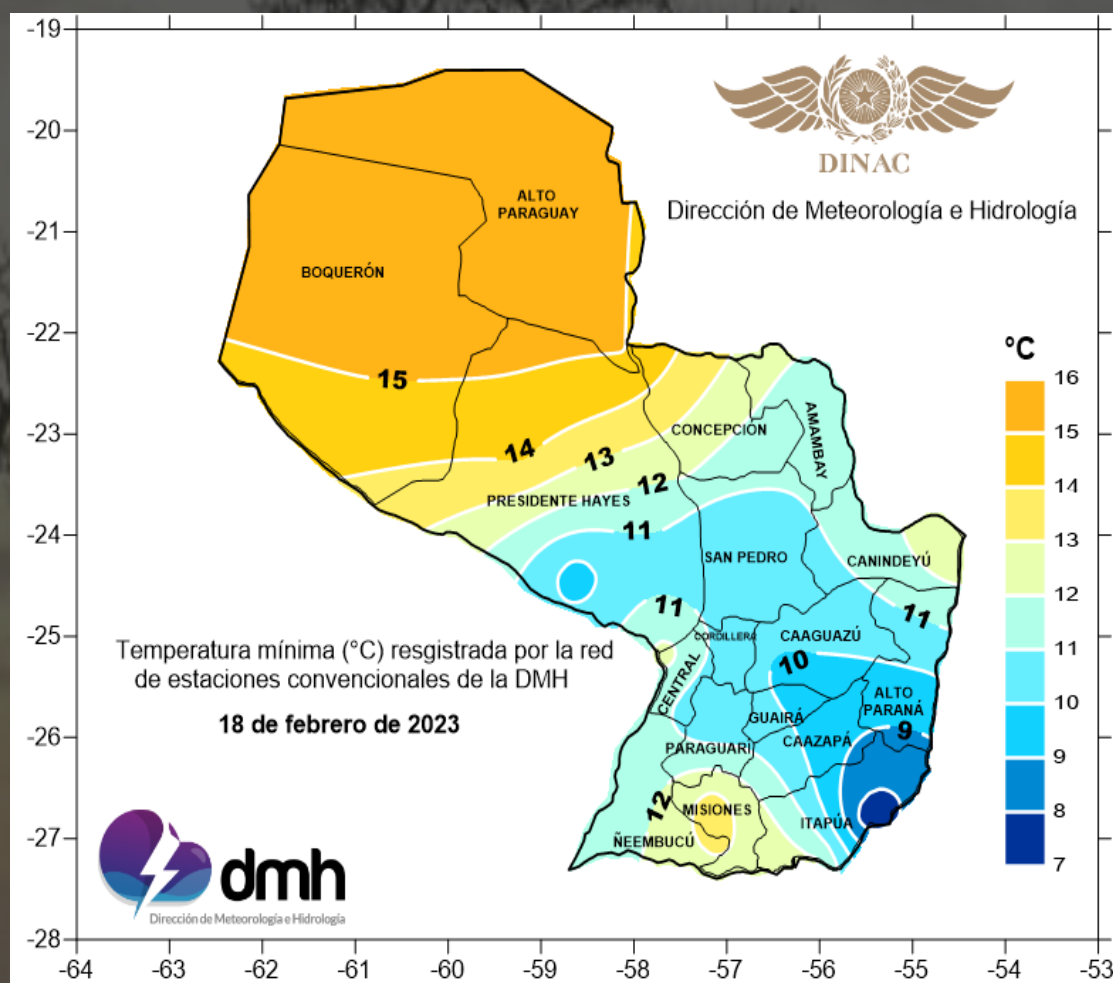 -19
-20
-21
-22
-23
-24
-25
-26
-27
-28
-64
-63
-62
-61
-60
-59
-58
-57
-56
-55
-54
-53
DINAC
Dirección de Meteorología e Hidrología
ALTO
PARAGUAY
BOQUERÓN
15
14
13
12
11
CONCEPCIÓN
AMAMBAY
PRESIDENTE HAYES
SAN PEDRO
CANINDEYÚ
11
11
CORDILLERA
CAAGUAZÚ
10
CENTRAL
ALTO
PARANÁ
9
GUAIRÁ
CAAZAPÁ
PARAGUARI
12
MISIONES
ITAPÚA
ÑEEMBUCÚ
°C
16
15
14
13
12
11
10
9
8
7
Temperatura mínima (°C) resgistrada por la red
de estaciones convencionales de la DMH
18 de febrero de 2023
dmh
Dirección de Meteorología e Hidrología